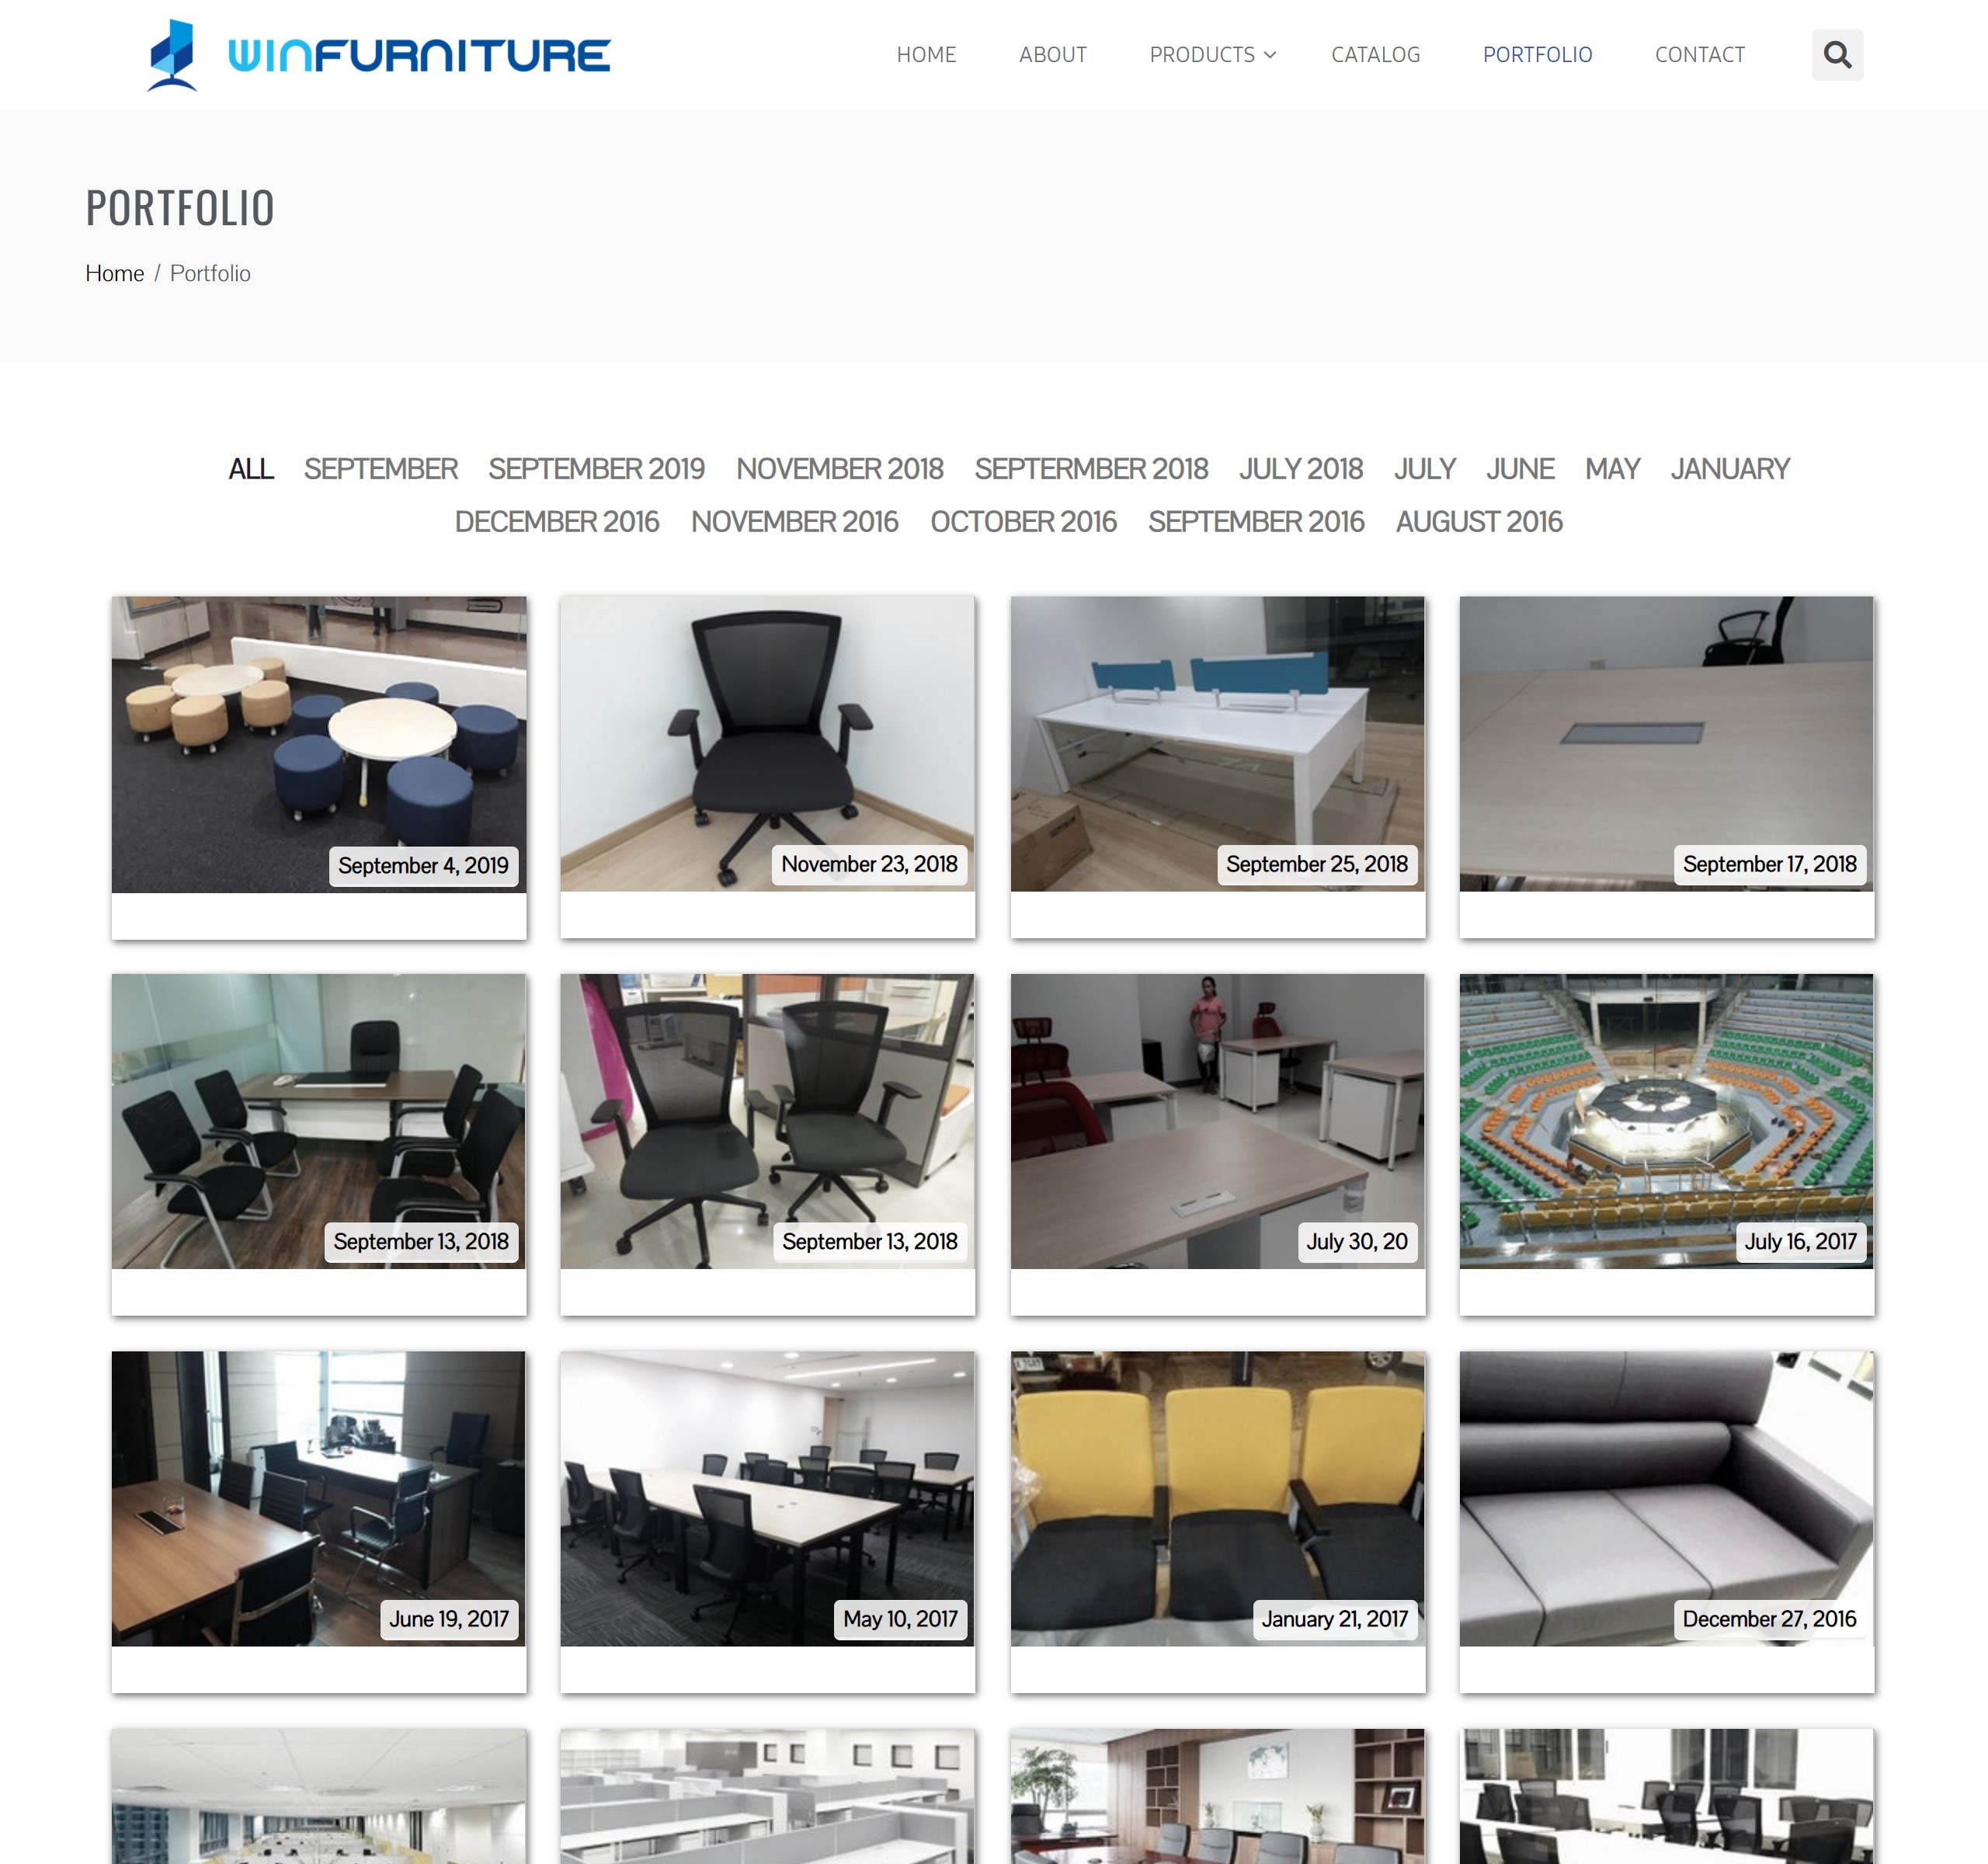 WINFURNITURE
HOME ABOUT PRODUCTS CATALOG PORTFOLIO CONTACT
PORTFOLIO
Home / Portfolio
ALL SEPTEMBER SEPTEMBER 2019 NOVEMBER 2018 SEPTERMBER 2018 JULY 2018 JULY JUNE MAY JANUARY
DECEMBER 2016 NOVEMBER 2016 OCTOBER 2016 SEPTEMBER 2016 AUGUST 2016
September 4, 2019
November 23, 2018
September 25, 2018
September 17, 2018
September 13, 2018
September 13, 2018
July 30, 20
July 16, 2017
June 19, 2017
May 10, 2017
January 21, 2017
December 27, 2016